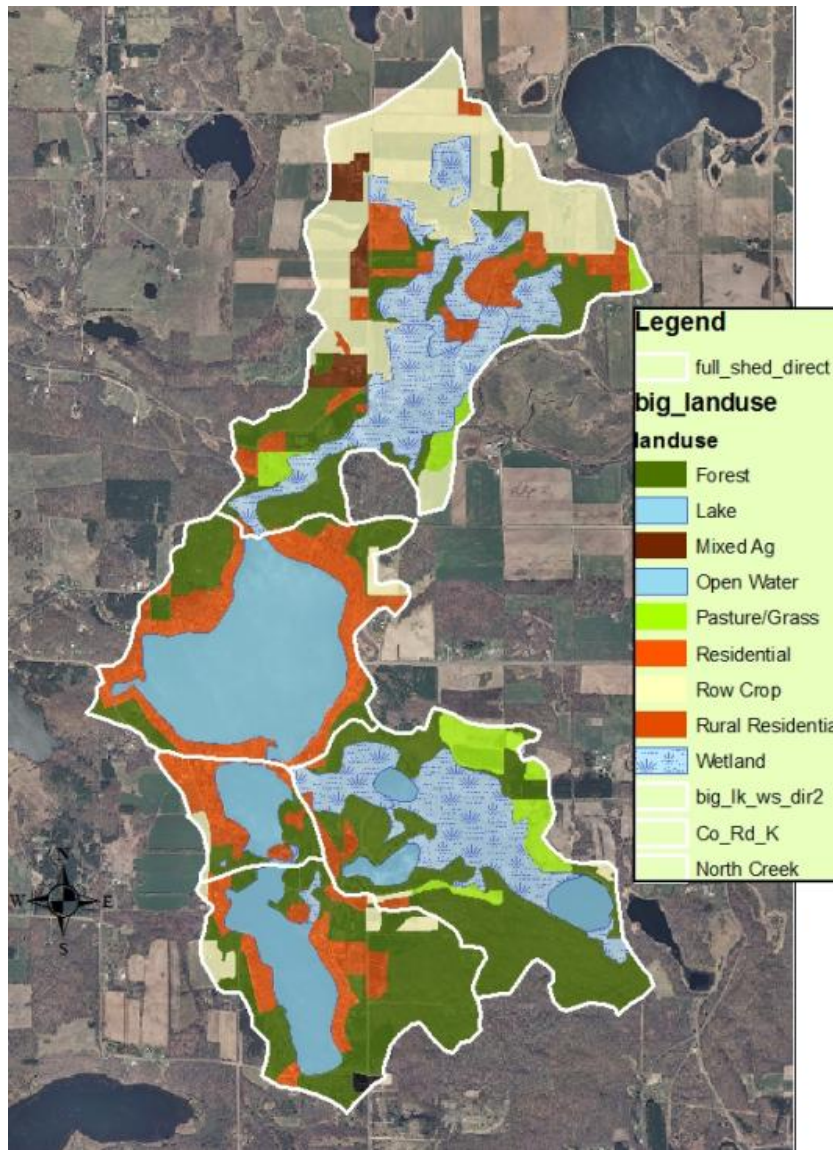 Legend
full_shed_direct
big_landuse
landuse
Forest
Lake
Mixed Ag
Open Water
Pasture/Grass
Residential
Row Crop
Rural Residentia
Wetland
big_lk_ws_dir2
Co_Rd_K
North Creek
N
W E
S